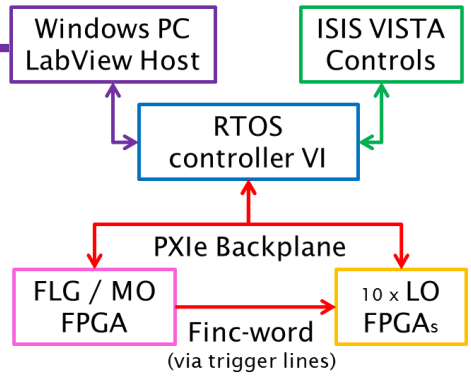 Windows PC
LabView Host
ISIS VISTA
Controls
RTOS
controller VI
PXIe Backplane
FLG / MO
FPGA
10 x LO
FPGAs
Finc-word
(via trigger lines)